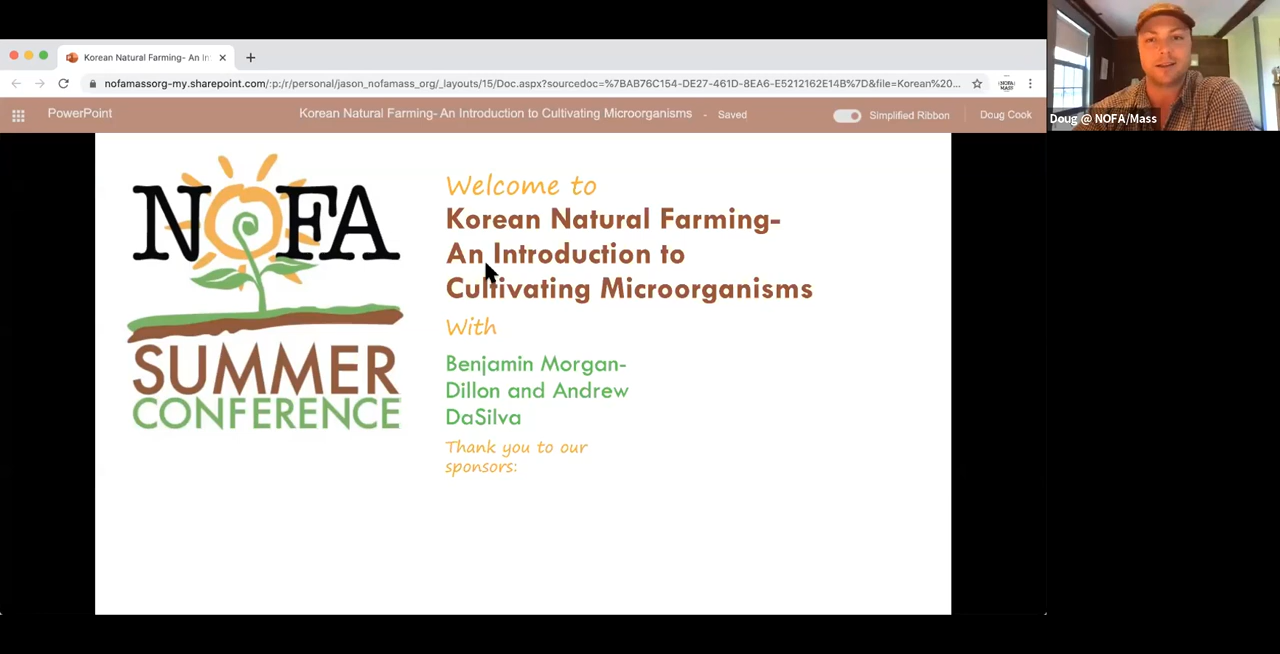 Korean Natural Farming- An In
nofamassorg-my.sharepoint.com/:p:/r/personal/jason_nofamass_org/_layouts/15/Doc.aspx?sourcedoc=%7BAB76C154-DE27-461D-8EA6-E5212162E14B%7D&file=Korean%20...
PowerPoint
Korean Natural Farming- An Introduction to Cultivating Microorganisms - Saved
Simplified Ribbon
Doug Cook
Doug @ NOFA/Mass
NOFA
SUMMER
CONFERENCE
Welcome to
Korean Natural Farming-
An Introduction to
Cultivating Microorganisms
With
Benjamin Morgan-
Dillon and Andrew
DaSilva
Thank you to our
sponsors: